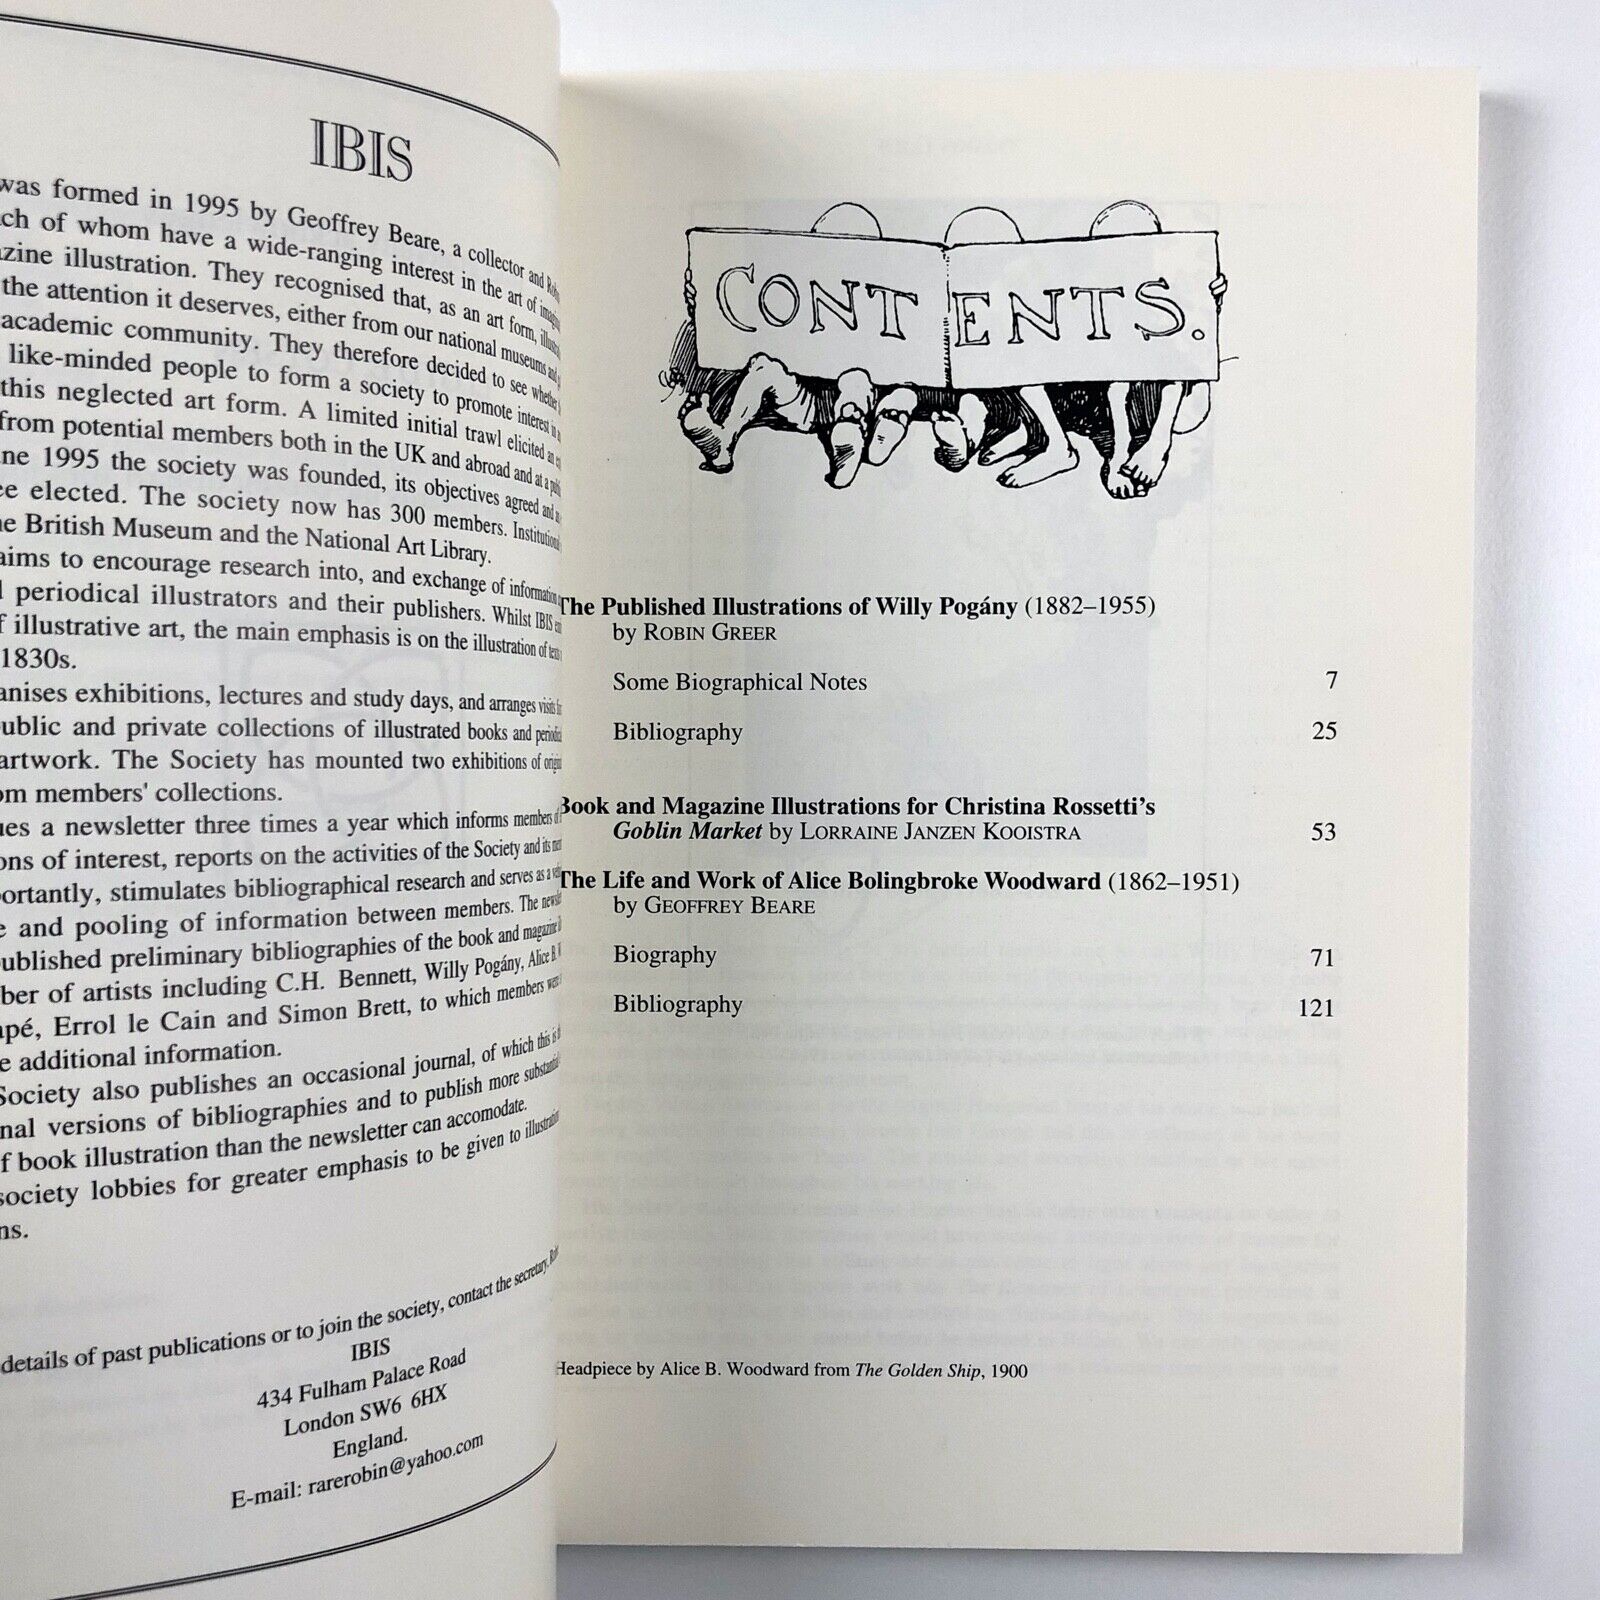 IBIS
was formed in 1995 by Geoffrey Beare, a collector and
of whom have a wide-ranging interest in the art of
illustration. They recognised that, as an art form,
the attention it deserves, either from our national museums and
academic community. They therefore decided to see whether
like-minded people to form a society to promote interest in
this neglected art form. A limited initial trawl elicited an
from potential members both in the UK and abroad and at a
1995 the society was founded, its objectives agreed and
elected. The society now has 300 members. Institutional
British Museum and the National Art Library.
aims to encourage research into, and exchange of information
periodical illustrators and their publishers. Whilst IBIS
illustrative art, the main emphasis is on the illustration of
1830s.
exhibitions, lectures and study days, and arranges visits
and private collections of illustrated books and
artwork. The Society has mounted two exhibitions of
members' collections.
a newsletter three times a year which informs members
of interest, reports on the activities of the Society and its
stimulates bibliographical research and serves as a
and pooling of information between members. The
published preliminary bibliographies of the book and magazine
of artists including C.H. Bennett, Willy Pogány, Alice B.
Errol le Cain and Simon Brett, to which members were
additional information.
Society also publishes an occasional journal, of which this is
versions of bibliographies and to publish more
of book illustration than the newsletter can accomodate.
society lobbies for greater emphasis to be given to
details of past publications or to join the society, contact the secretary,
IBIS
434 Fulham Palace Road
London SW6 6HX
England.
E-mail: rarerobin@yahoo.com
CONTENTS.
The Published Illustrations of Willy Pogány (1882–1955)
by ROBIN GREER
Some Biographical Notes 7
Bibliography 25
Book and Magazine Illustrations for Christina Rossetti's
Goblin Market by LORRAINE JANZEN KOOISTRA 53
The Life and Work of Alice Bolingbroke Woodward (1862–1951)
by GEOFFREY BEARE
Biography 71
Bibliography 121
Headpiece by Alice B. Woodward from The Golden Ship, 1900